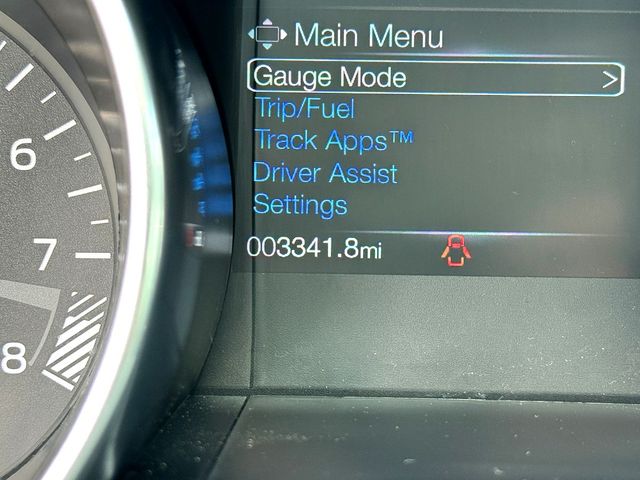 Main Menu
Gauge Mode >
Trip/Fuel
Track Apps™
Driver Assist
Settings
003341.8mi
6
7
8